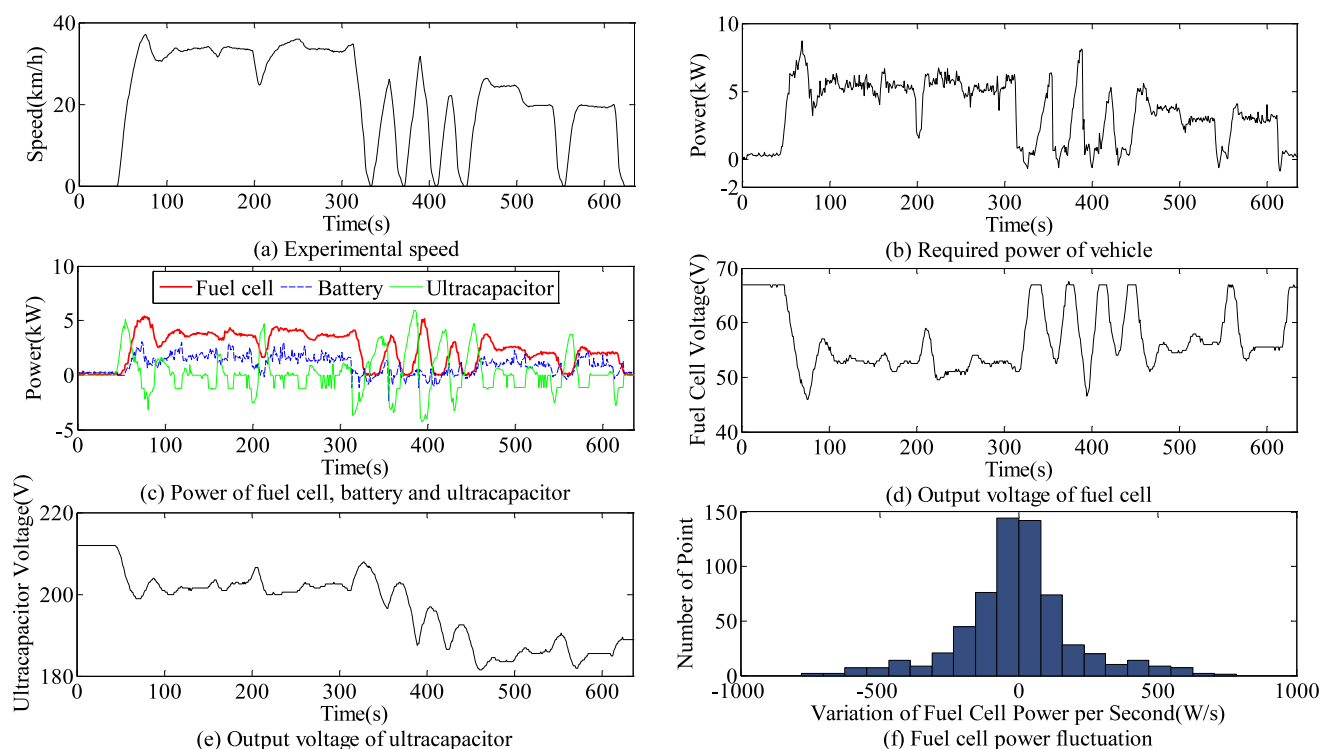 40
20
0
Speed(km/h)
0 100 200 300 400 500 600
Time(s)
(a) Experimental speed
10
5
0
-2
Power(kW)
0 100 200 300 400 500 600
Time(s)
(b) Required power of vehicle
10
5
0
-5
Power(kW)
Fuel cell Battery Ultracapacitor
0 100 200 300 400 500 600
Time(s)
(c) Power of fuel cell, battery and ultracapacitor
70
60
50
40
Fuel Cell Voltage(V)
0 100 200 300 400 500 600
Time(s)
(d) Output voltage of fuel cell
220
200
180
Ultracapacitor Voltage(V)
0 100 200 300 400 500 600
Time(s)
(e) Output voltage of ultracapacitor
150
100
50
0
Number of Point
-1000 -500 0 500 1000
Variation of Fuel Cell Power per Second(W/s)
(f) Fuel cell power fluctuation